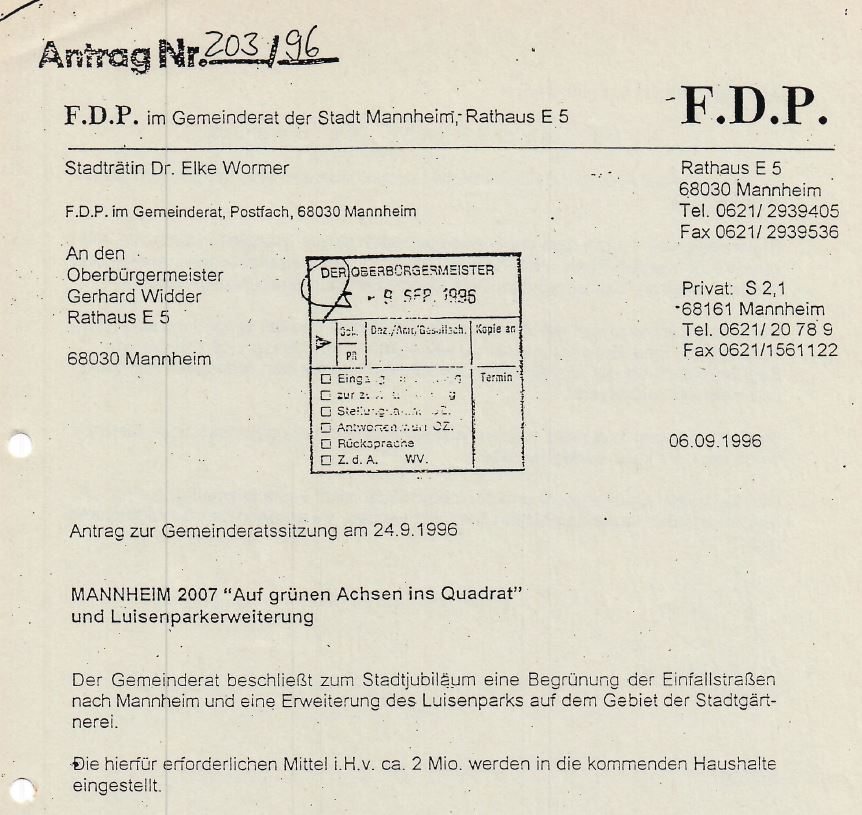 Antrag Nr. 203/96
F.D.P. im Gemeinderat der Stadt Mannheim, Rathaus E 5
F.D.P.
Stadträtin Dr. Elke Wormer
F.D.P. im Gemeinderat, Postfach, 68030 Mannheim
Rathaus E 5
68030 Mannheim
Tel. 0621/ 2939405
Fax 0621/ 2939536
An den
Oberbürgermeister
Gerhard Widder
Rathaus E 5
68030 Mannheim
Privat: S 2,1
68161 Mannheim
Tel. 0621/ 20 78 9
Fax 0621/1561122
DER OBERBÜRGERMEISTER
- 9. SEP. 1996
Dez./Amt/Gesellsch.
Kopie an
PR
Termin
Antworten zum OZ.
Rücksprache
Z. d. A. WV.
06.09.1996
Antrag zur Gemeinderatssitzung am 24.9.1996
MANNHEIM 2007 “Auf grünen Achsen ins Quadrat”
und Luisenparkerweiterung
Der Gemeinderat beschließt zum Stadtjubiläum eine Begrünung der Einfallstraßen
nach Mannheim und eine Erweiterung des Luisenparks auf dem Gebiet der Stadtgärt-
nerei.
Die hierfür erforderlichen Mittel i.H.v. ca. 2 Mio. werden in die kommenden Haushalte
eingestellt.